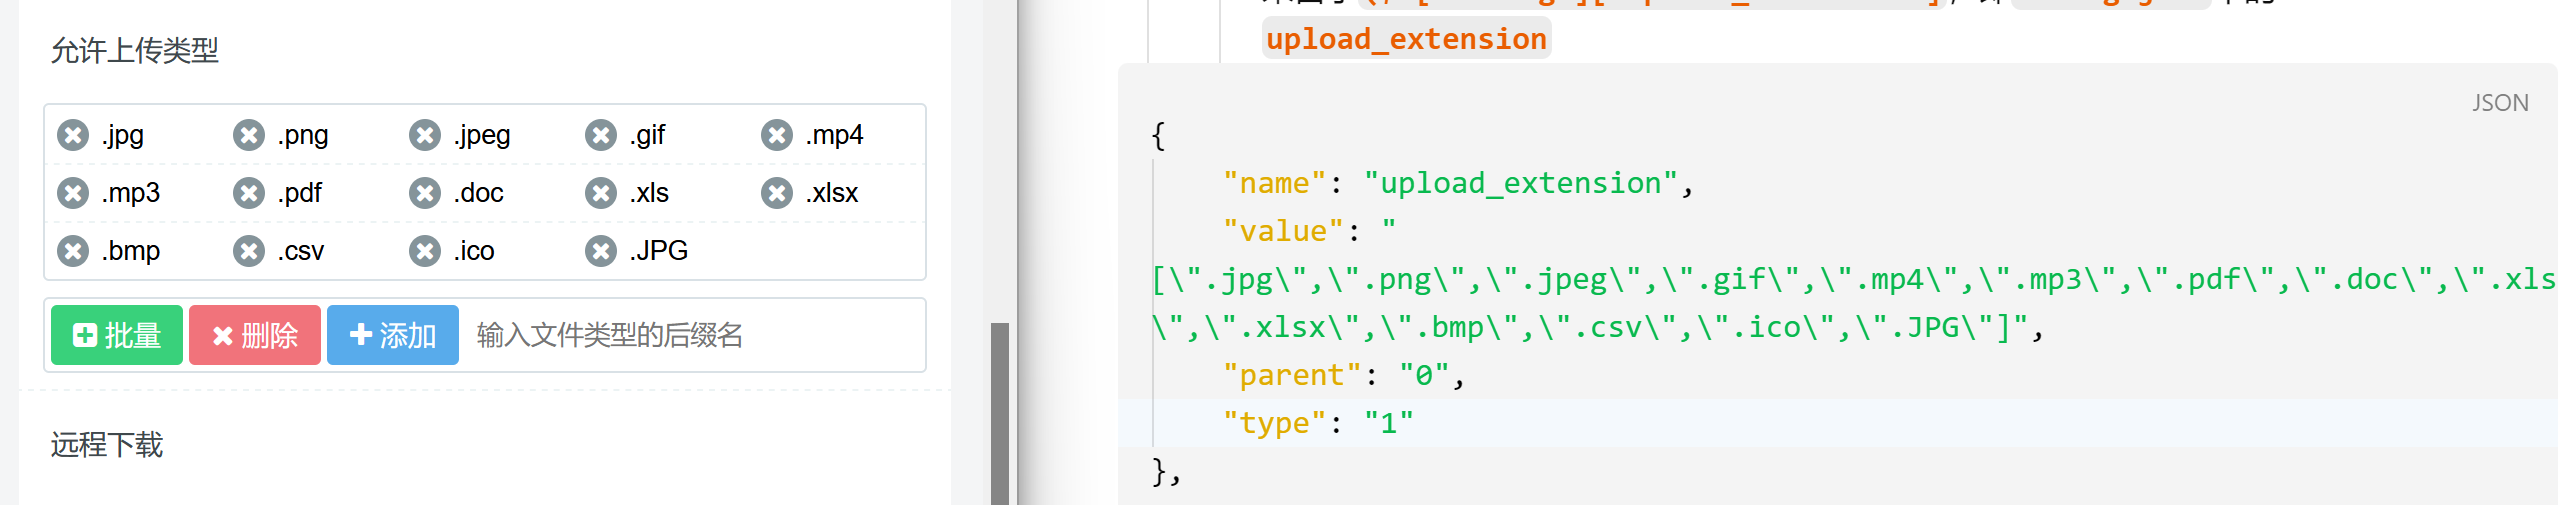 允许上传类型
.jpg .png .jpeg .gif .mp4
.mp3 .pdf .doc .xls .xlsx
.bmp .csv .ico .JPG
批量 删除 添加 输入文件类型的后缀名
远程下载
upload_extension
JSON
{
"name": "upload_extension",
"value": "
[\".jpg\",\".png\",\".jpeg\",\".gif\",\".mp4\",\".mp3\",\".pdf\",\".doc\",\".xls
\",\".xlsx\",\".bmp\",\".csv\",\".ico\",\".JPG\"]",
"parent": "0",
"type": "1"
},